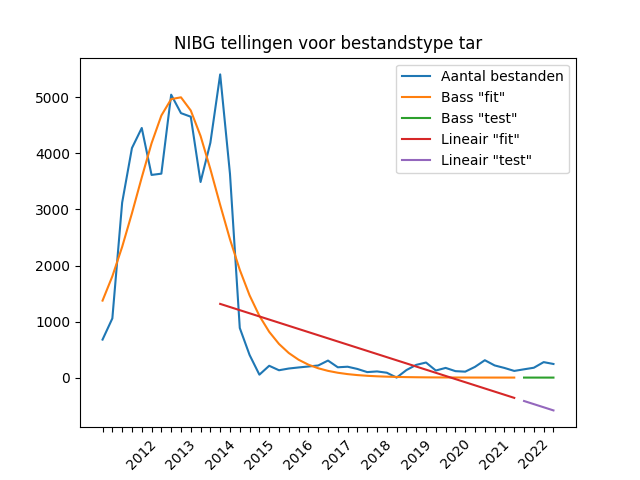 NIBG tellingen voor bestandstype tar
Aantal bestanden
Bass "fit"
Bass "test"
Lineair "fit"
Lineair "test"
5000
4000
3000
2000
1000
0
2012 2013 2014 2015 2016 2017 2018 2019 2020 2021 2022